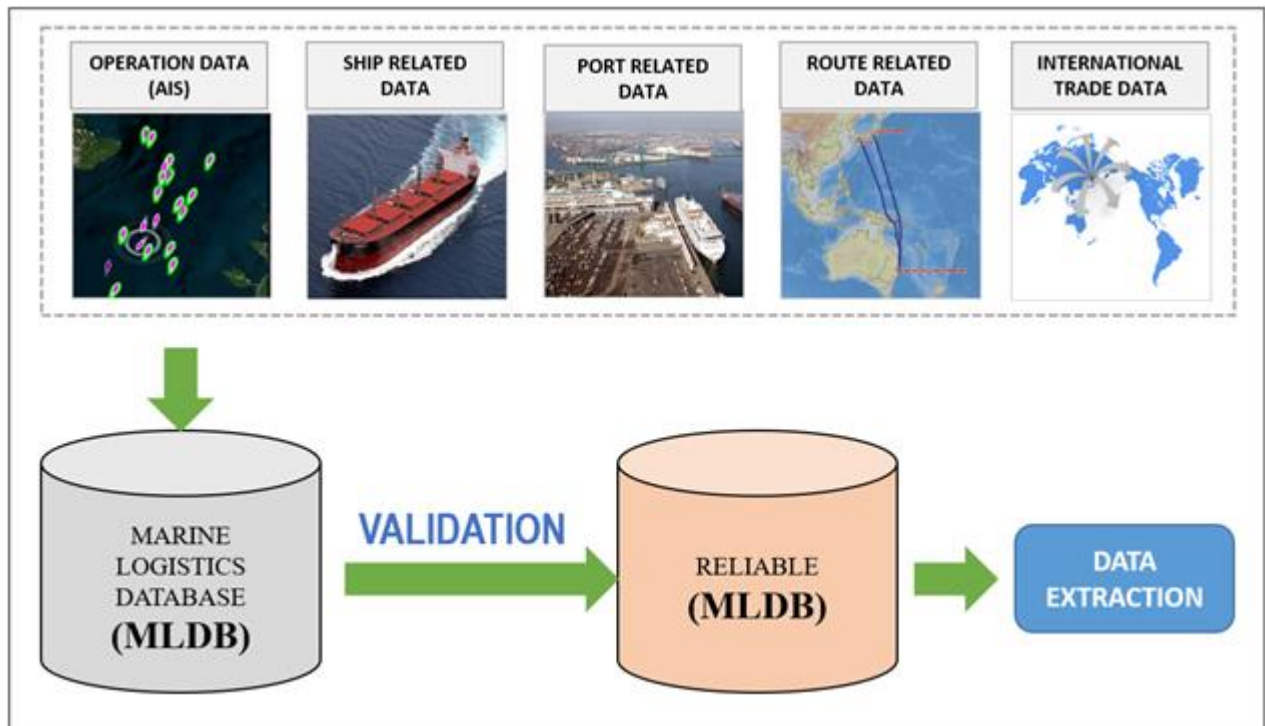 OPERATION DATA
(AIS)
SHIP RELATED
DATA
PORT RELATED
DATA
ROUTE RELATED
DATA
INTERNATIONAL
TRADE DATA
MARINE
LOGISTICS
DATABASE
(MLDB)
VALIDATION
RELIABLE
(MLDB)
DATA
EXTRACTION